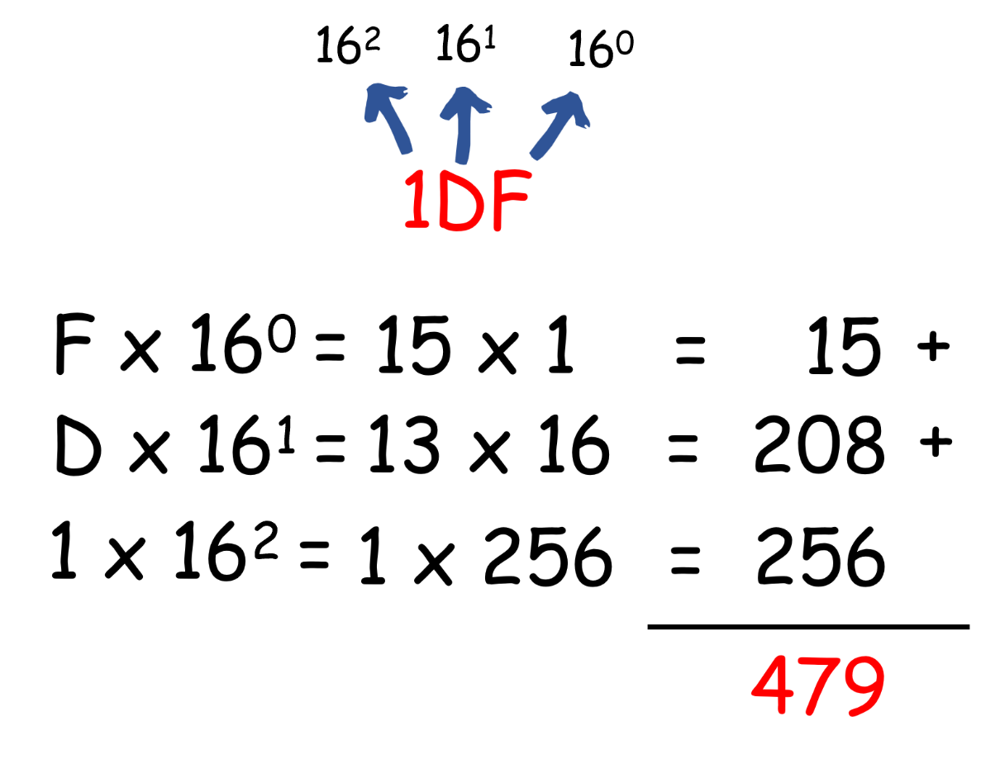 16² 16¹ 16⁰
1DF
F x 16⁰ = 15 x 1 = 15 +
D x 16¹ = 13 x 16 = 208 +
1 x 16² = 1 x 256 = 256
479